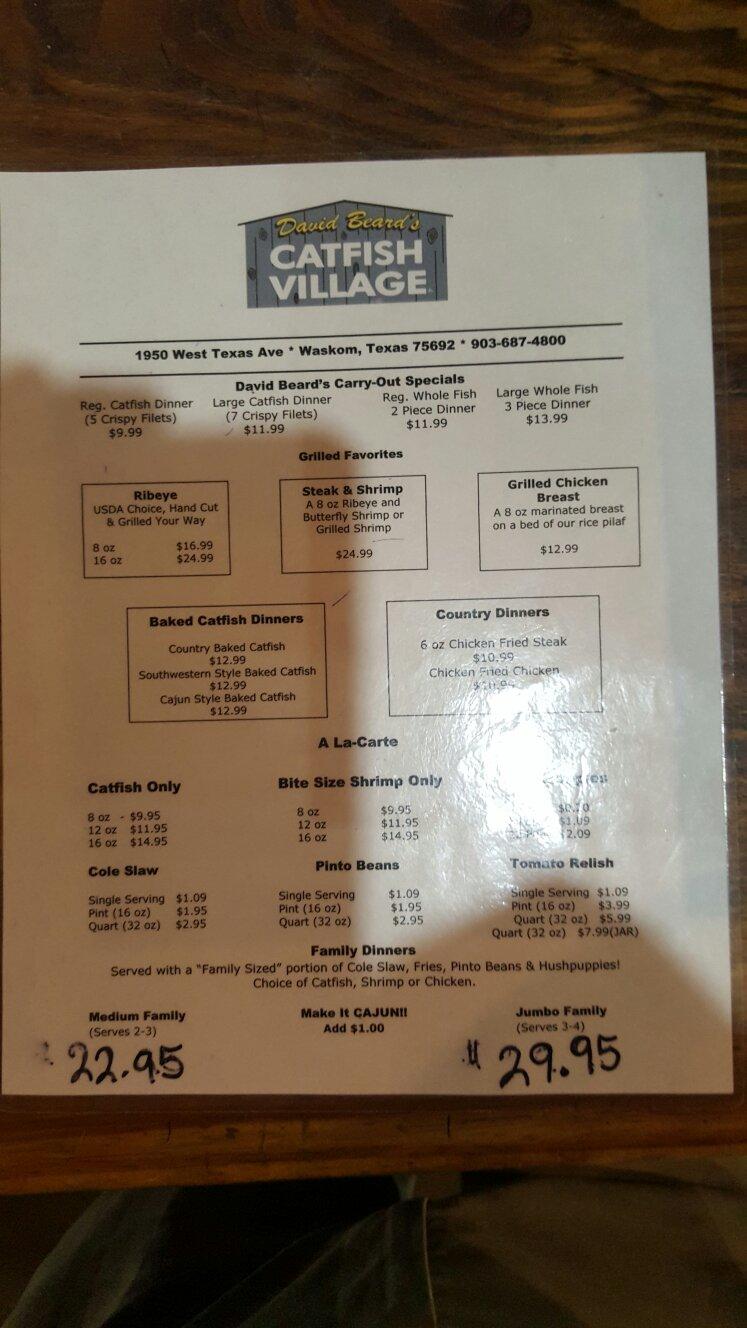 David Beard's
CATFISH
VILLAGE
1950 West Texas Ave * Waskom, Texas 75692 * 903-687-4800
David Beard's Carry-Out Specials
Reg. Catfish Dinner
(5 Crispy Filets)
$9.99
Large Catfish Dinner
(7 Crispy Filets)
$11.99
Reg. Whole Fish
2 Piece Dinner
$11.99
Large Whole Fish
3 Piece Dinner
$13.99
Grilled Favorites
Ribeye
USDA Choice, Hand Cut
& Grilled Your Way
8 oz $16.99
16 oz $24.99
Steak & Shrimp
A 8 oz Ribeye and
Butterfly Shrimp or
Grilled Shrimp
$24.99
Grilled Chicken
Breast
A 8 oz marinated breast
on a bed of our rice pilaf
$12.99
Baked Catfish Dinners
Country Baked Catfish
$12.99
Southwestern Style Baked Catfish
$12.99
Cajun Style Baked Catfish
$12.99
Country Dinners
6 oz Chicken Fried Steak
$10.99
Chicken Fried Chicken
$10.99
A La-Carte
Catfish Only
8 oz - $9.95
12 oz $11.95
16 oz $14.95
Bite Size Shrimp Only
8 oz $9.95
12 oz $11.95
16 oz $14.95
$1.09
2.09
Cole Slaw
Single Serving $1.09
Pint (16 oz) $1.95
Quart (32 oz) $2.95
Pinto Beans
Single Serving $1.09
Pint (16 oz) $1.95
Quart (32 oz) $2.95
Tomato Relish
Single Serving $1.09
Pint (16 oz) $3.99
Quart (32 oz) $5.99
Quart (32 oz) $7.99(JAR)
Family Dinners
Served with a "Family Sized" portion of Cole Slaw, Fries, Pinto Beans & Hushpuppies!
Choice of Catfish, Shrimp or Chicken.
Medium Family
(Serves 2-3)
$22.95
Make It CAJUN!!
Add $1.00
Jumbo Family
(Serves 3-4)
$29.95